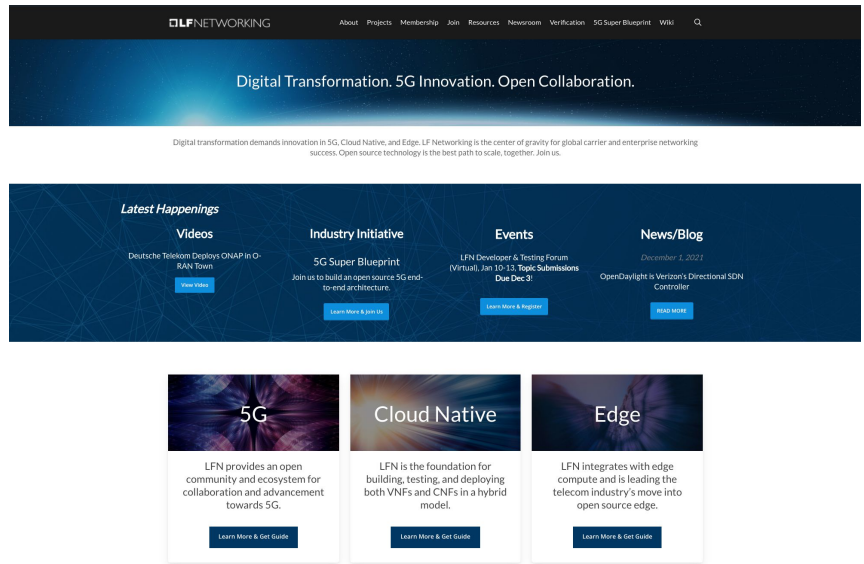 LFNETWORKING
About Projects Membership Join Resources Newsroom Verification 5G Super Blueprint Wiki
Digital Transformation. 5G Innovation. Open Collaboration.
Digital transformation demands innovation in 5G, Cloud Native, and Edge. LF Networking is the center of gravity for global carrier and enterprise networking
success. Open source technology is the best path to scale, together. Join us.
Latest Happenings
Videos
Deutsche Telekom Deploys ONAP in O-
RAN Town
View Video
Industry Initiative
5G Super Blueprint
Join us to build an open source 5G end-
to-end architecture.
Learn More & Join Us
Events
LFN Developer & Testing Forum
(Virtual), Jan 10-13, Topic Submissions
Due Dec 3!
Learn More & Register
News/Blog
December 1, 2021
OpenDaylight is Verizon's Directional SDN
Controller
READ MORE
5G
LFN provides an open
community and ecosystem for
collaboration and advancement
towards 5G.
Learn More & Get Guide
Cloud Native
LFN is the foundation for
building, testing, and deploying
both VNFs and CNFs in a hybrid
model.
Learn More & Get Guide
Edge
LFN integrates with edge
compute and is leading the
telecom industry's move into
open source edge.
Learn More & Get Guide